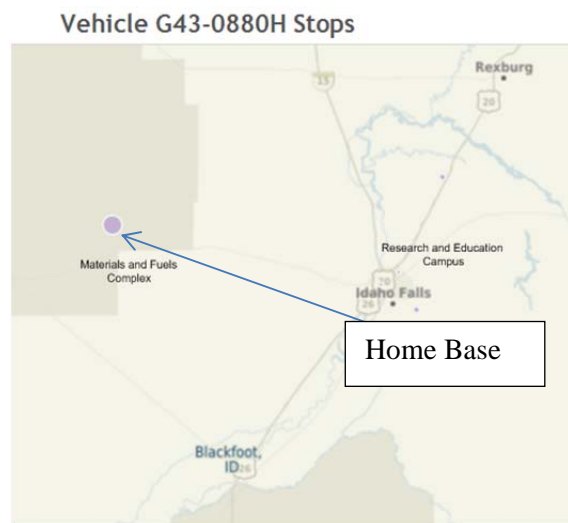 Vehicle G43-0880H Stops
Rexburg
15
20
Research and Education
Campus
Materials and Fuels
Complex
20
Idaho Falls
26
Home Base
Blackfoot,
ID
26